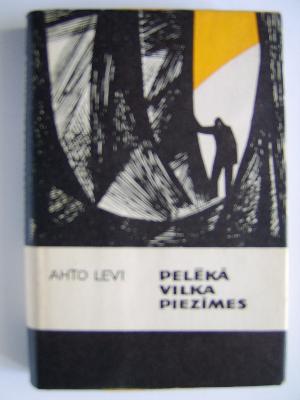 AHTO LEVI
PELĒKĀ
VILKA
PIEZĪMES